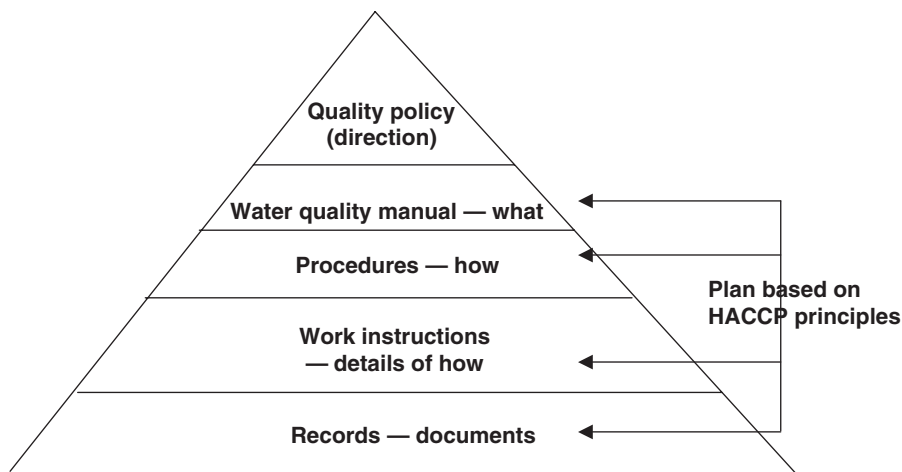 Quality policy
(direction)
Water quality manual — what
Procedures — how
Plan based on
HACCP principles
Work instructions
— details of how
Records — documents